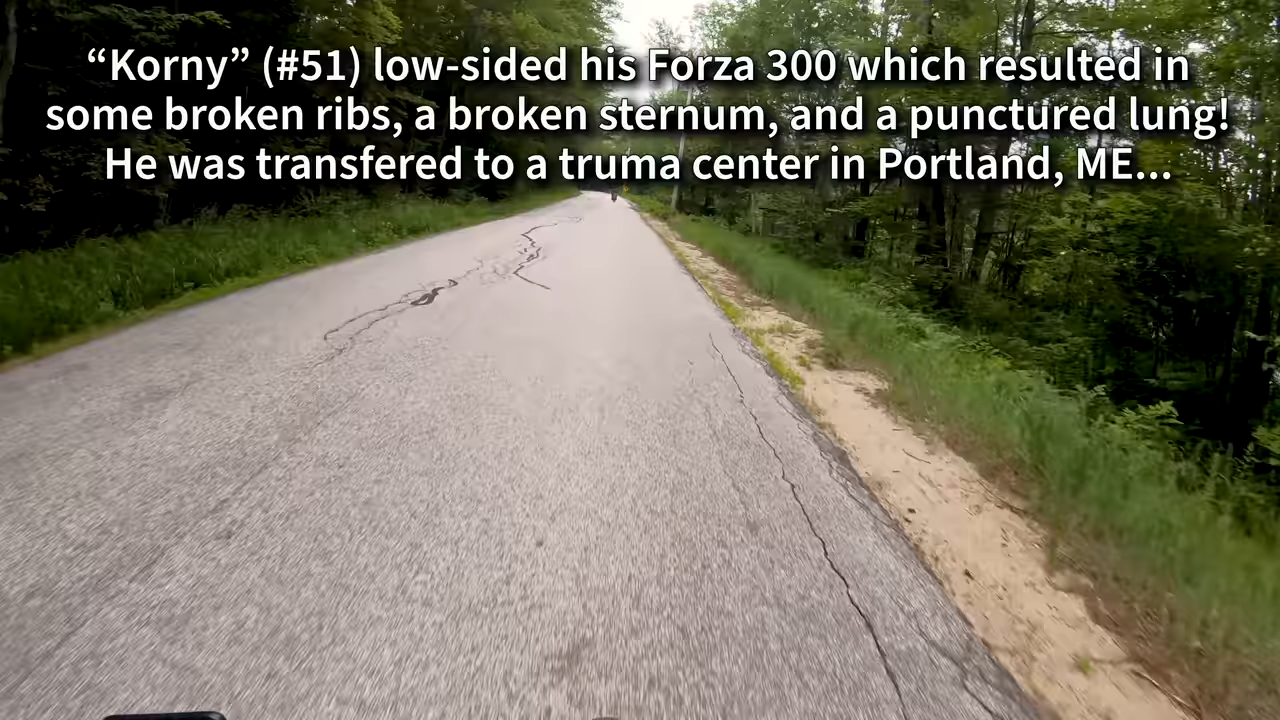 “Korny” (#51) low-sided his Forza 300 which resulted in
some broken ribs, a broken sternum, and a punctured lung!
He was transfered to a truma center in Portland, ME...